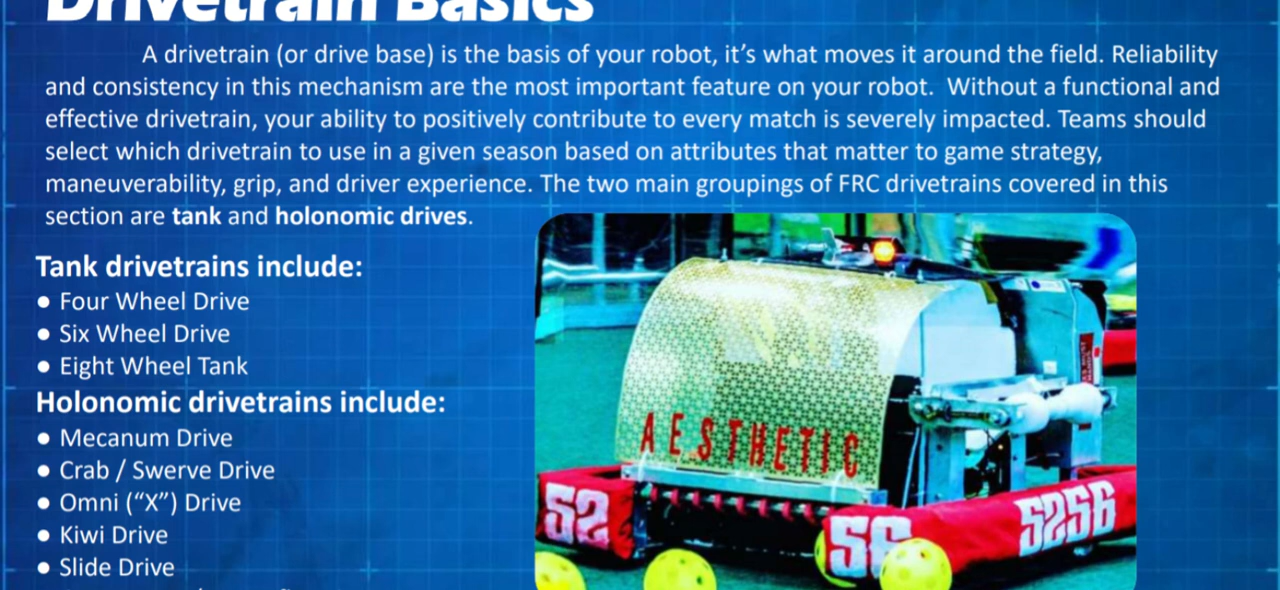 Drivetrain Basics
A drivetrain (or drive base) is the basis of your robot, it’s what moves it around the field. Reliability
and consistency in this mechanism are the most important feature on your robot.  Without a functional and
effective drivetrain, your ability to positively contribute to every match is severely impacted. Teams should
select which drivetrain to use in a given season based on attributes that matter to game strategy,
maneuverability, grip, and driver experience. The two main groupings of FRC drivetrains covered in this
section are tank and holonomic drives.
Tank drivetrains include:
● Four Wheel Drive
● Six Wheel Drive
● Eight Wheel Tank
Holonomic drivetrains include:
● Mecanum Drive
● Crab / Swerve Drive
● Omni (“X”) Drive
● Kiwi Drive
● Slide Drive
AESTHETIC
52
56
5256